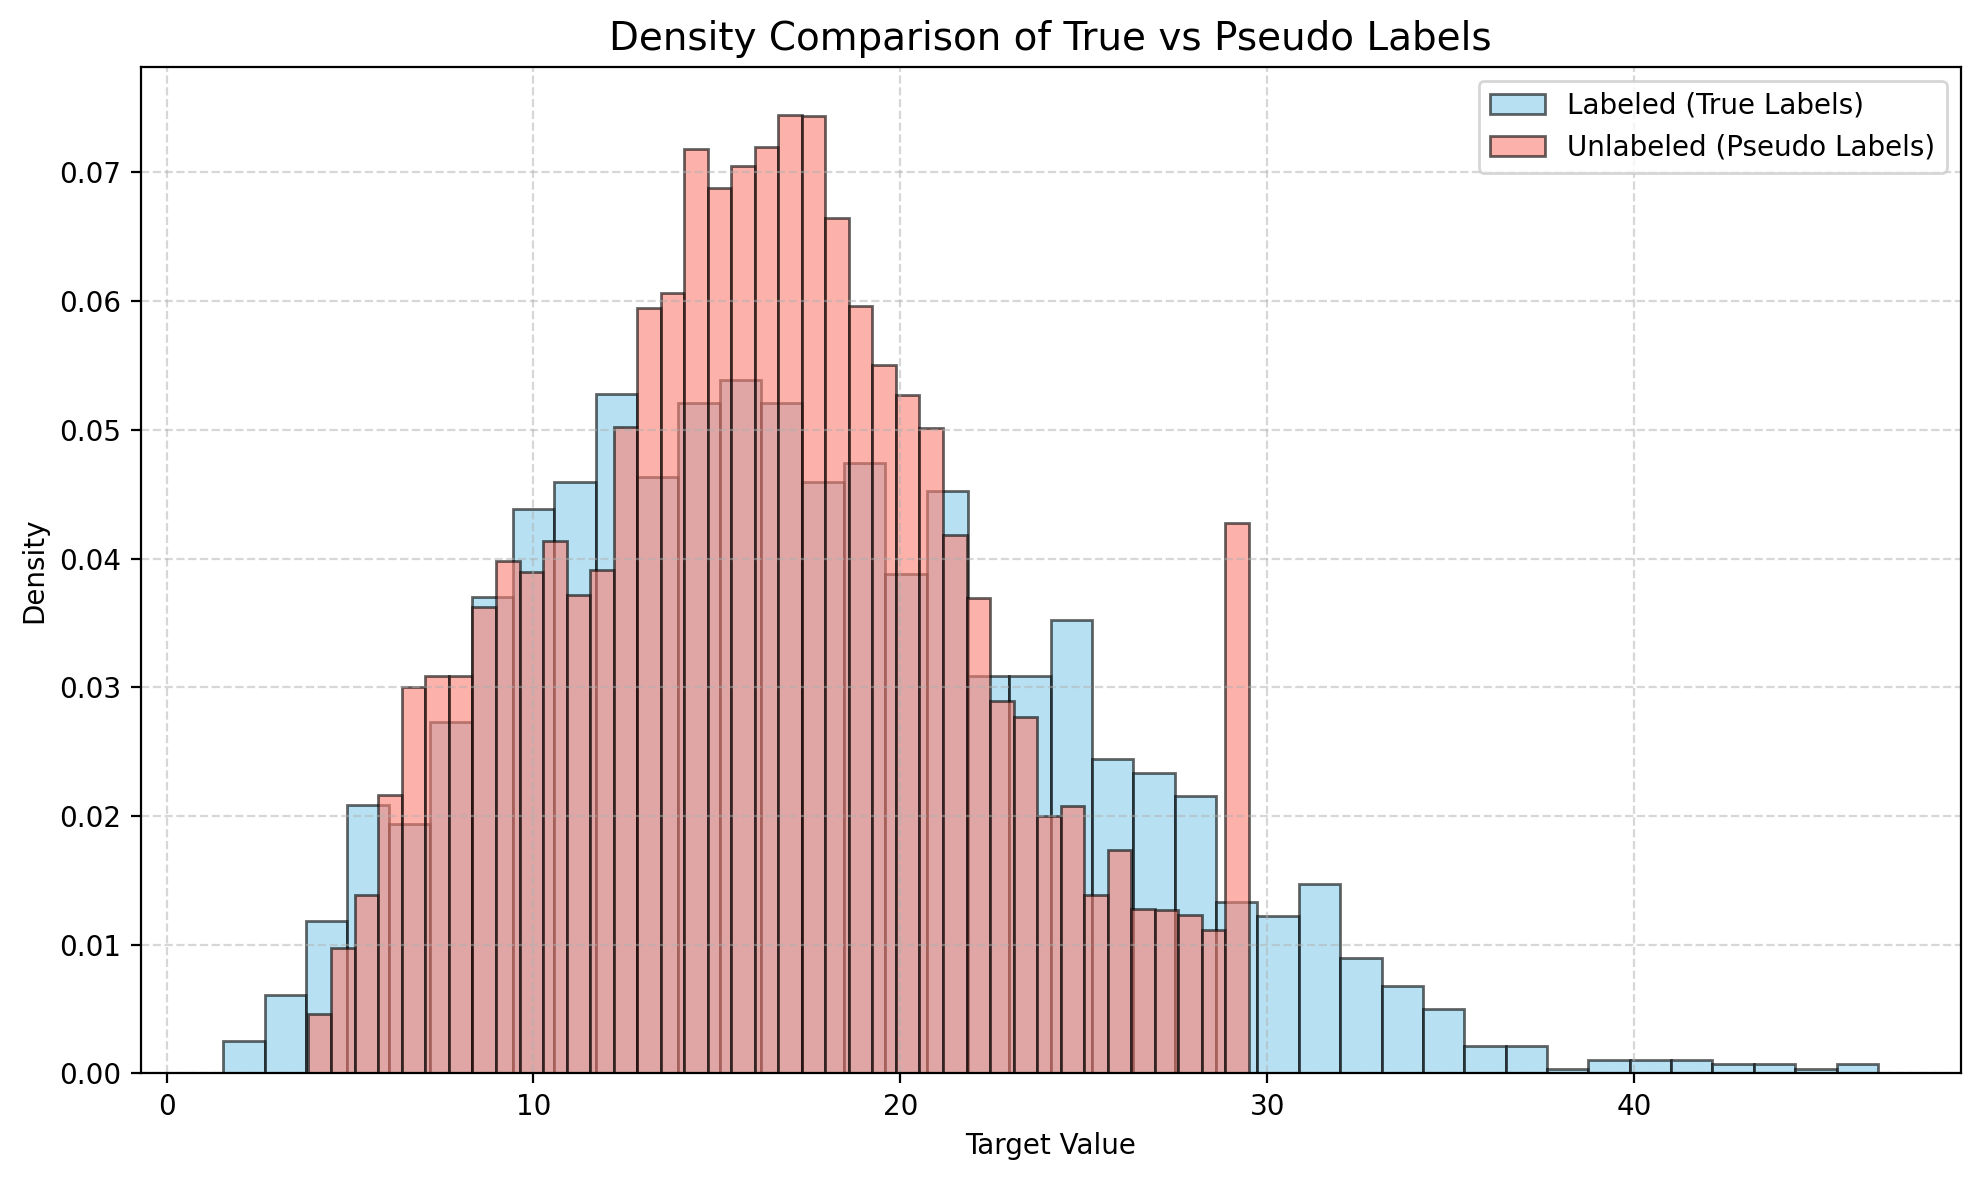 Density Comparison of True vs Pseudo Labels
Labeled (True Labels)
Unlabeled (Pseudo Labels)
Density
0.07
0.06
0.05
0.04
0.03
0.02
0.01
0.00
0 10 20 30 40
Target Value